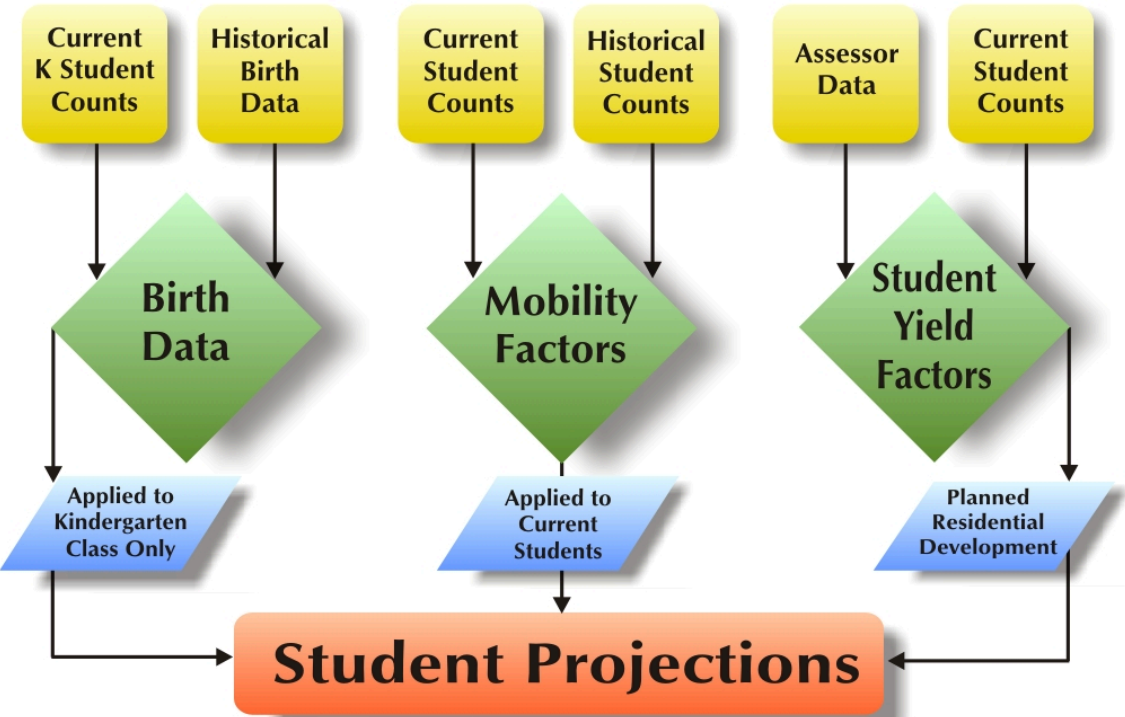 Current
K Student
Counts
Historical
Birth
Data
Current
Student
Counts
Historical
Student
Counts
Assessor
Data
Current
Student
Counts
Birth
Data
Mobility
Factors
Student
Yield
Factors
Applied to
Kindergarten
Class Only
Applied to
Current
Students
Planned
Residential
Development
Student Projections